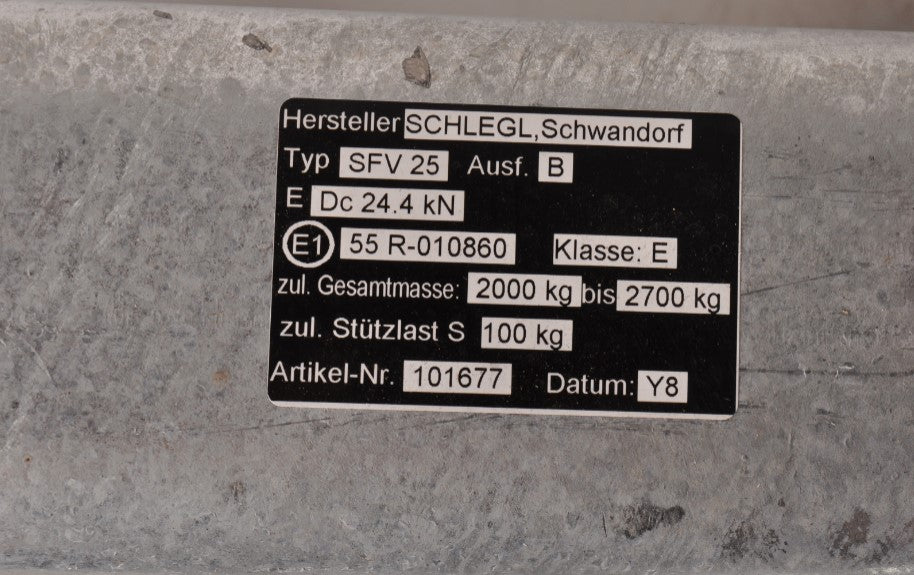 Hersteller SCHLEGL,Schwandorf
Typ SFV 25 Ausf. B
E Dc 24.4 kN
E1 55 R-010860 Klasse: E
zul. Gesamtmasse: 2000 kg bis 2700 kg
zul. Stützlast S 100 kg
Artikel-Nr. 101677 Datum: Y8